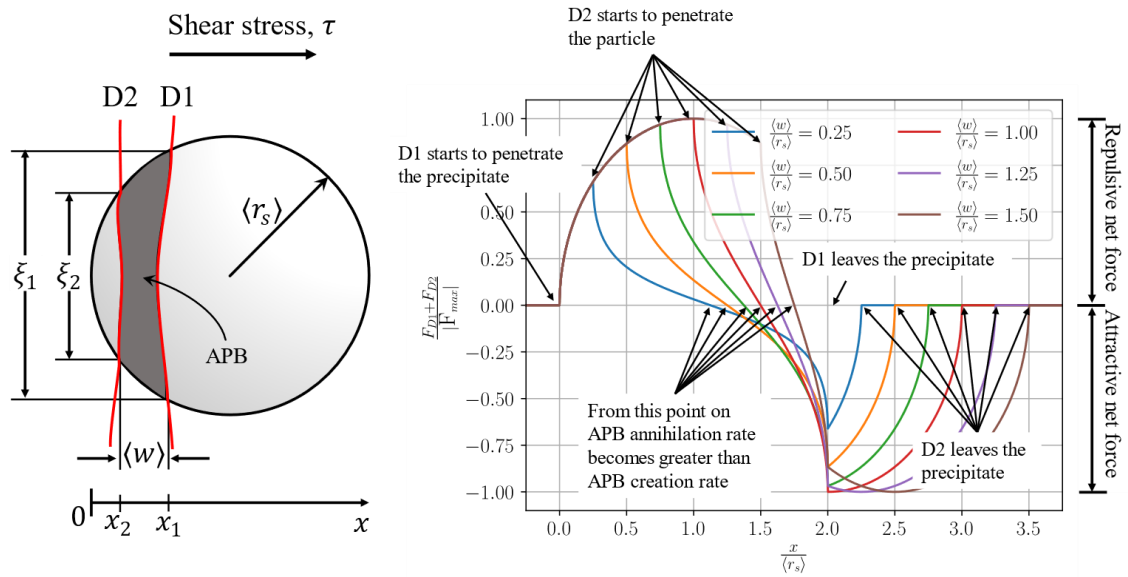 Shear stress, τ
D2 D1
ξ₁
ξ₂
⟨r_s⟩
APB
⟨w⟩
0
x₂
x₁
x
D2 starts to penetrate
the particle
D1 starts to penetrate
the precipitate
⟨w⟩/⟨r_s⟩ = 0.25
⟨w⟩/⟨r_s⟩ = 0.50
⟨w⟩/⟨r_s⟩ = 0.75
⟨w⟩/⟨r_s⟩ = 1.00
⟨w⟩/⟨r_s⟩ = 1.25
⟨w⟩/⟨r_s⟩ = 1.50
D1 leaves the precipitate
From this point on
APB annihilation rate
becomes greater than
APB creation rate
D2 leaves the
precipitate
1.00
0.50
0.25
0.00
−0.25
−0.50
−0.75
−1.00
F_D1+F_D2/|F_max|
0.0 0.5 1.0 1.5 2.0 2.5 3.0 3.5
x/⟨r_s⟩
Repulsive net force
Attractive net force